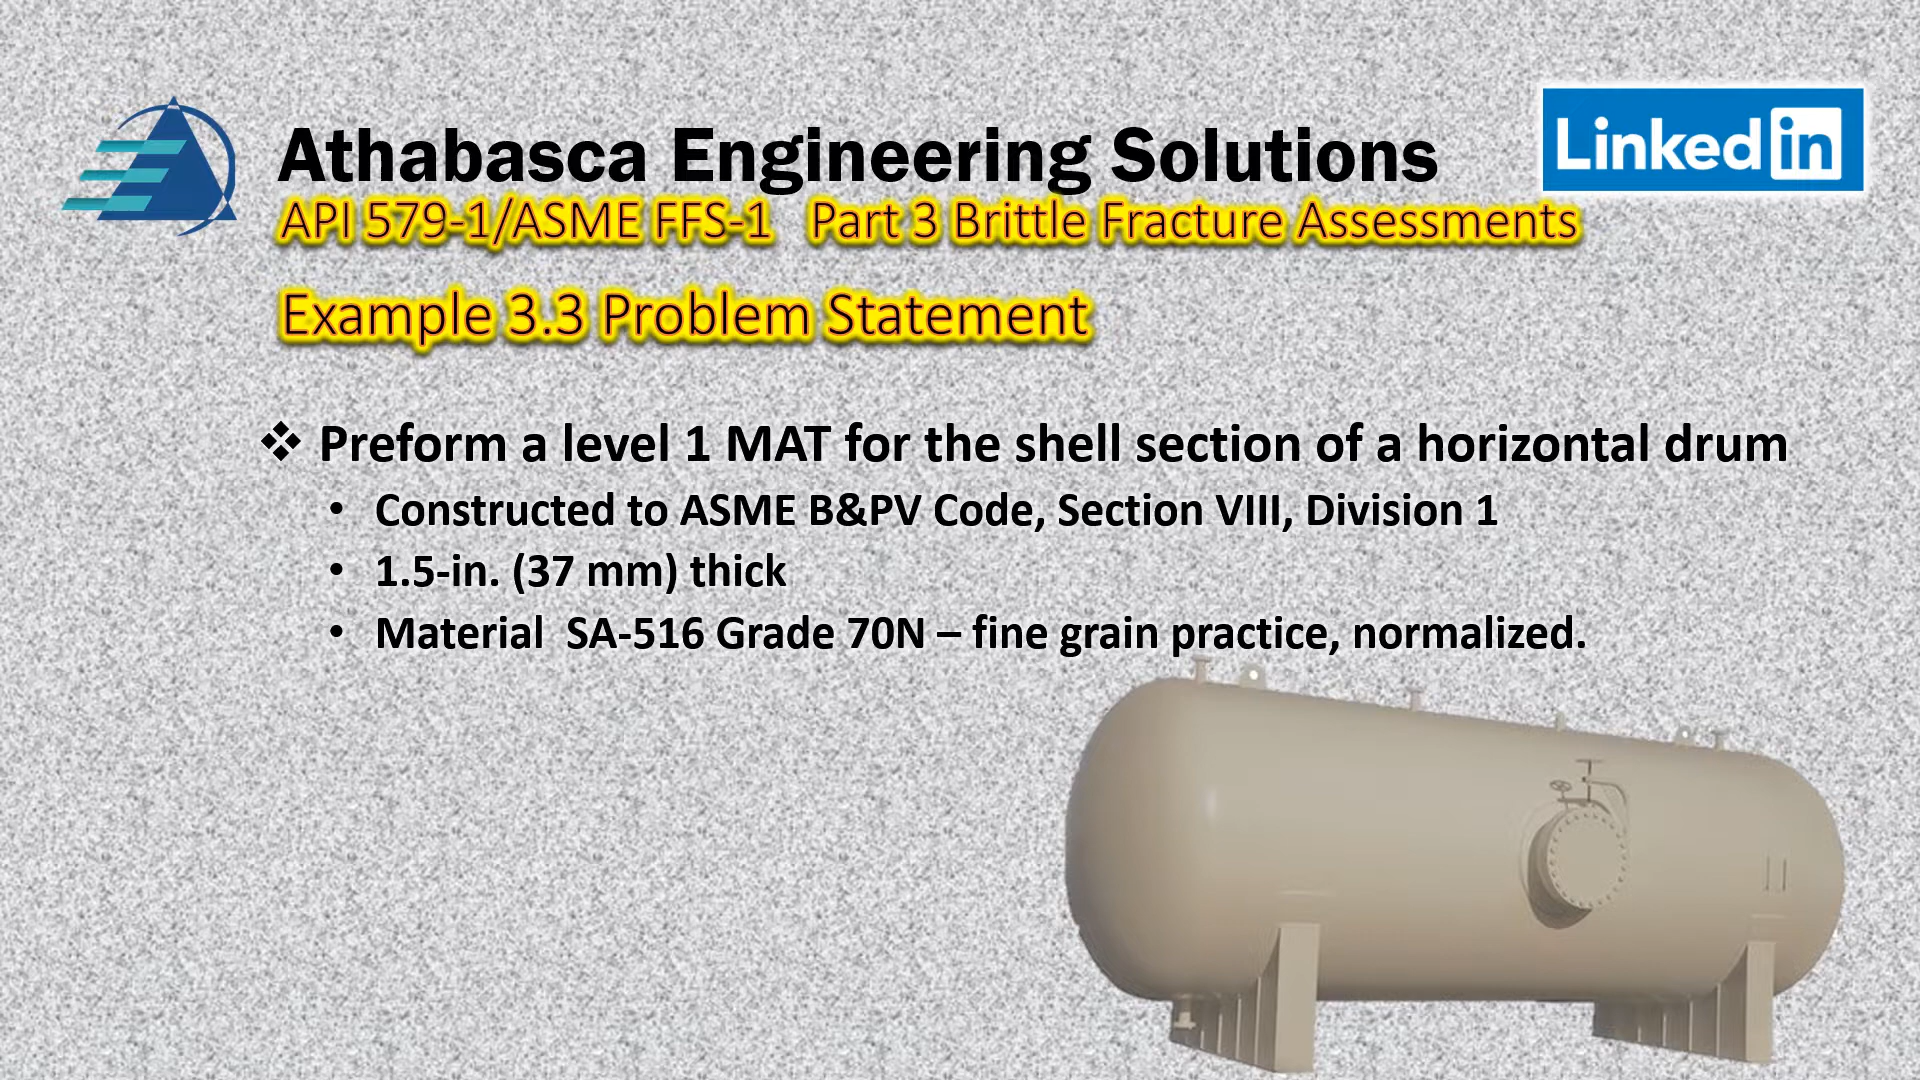 Athabasca Engineering Solutions
LinkedIn
API 579-1/ASME FFS-1 Part 3 Brittle Fracture Assessments
Example 3.3 Problem Statement
❖ Preform a level 1 MAT for the shell section of a horizontal drum
• Constructed to ASME B&PV Code, Section VIII, Division 1
• 1.5-in. (37 mm) thick
• Material SA-516 Grade 70N – fine grain practice, normalized.